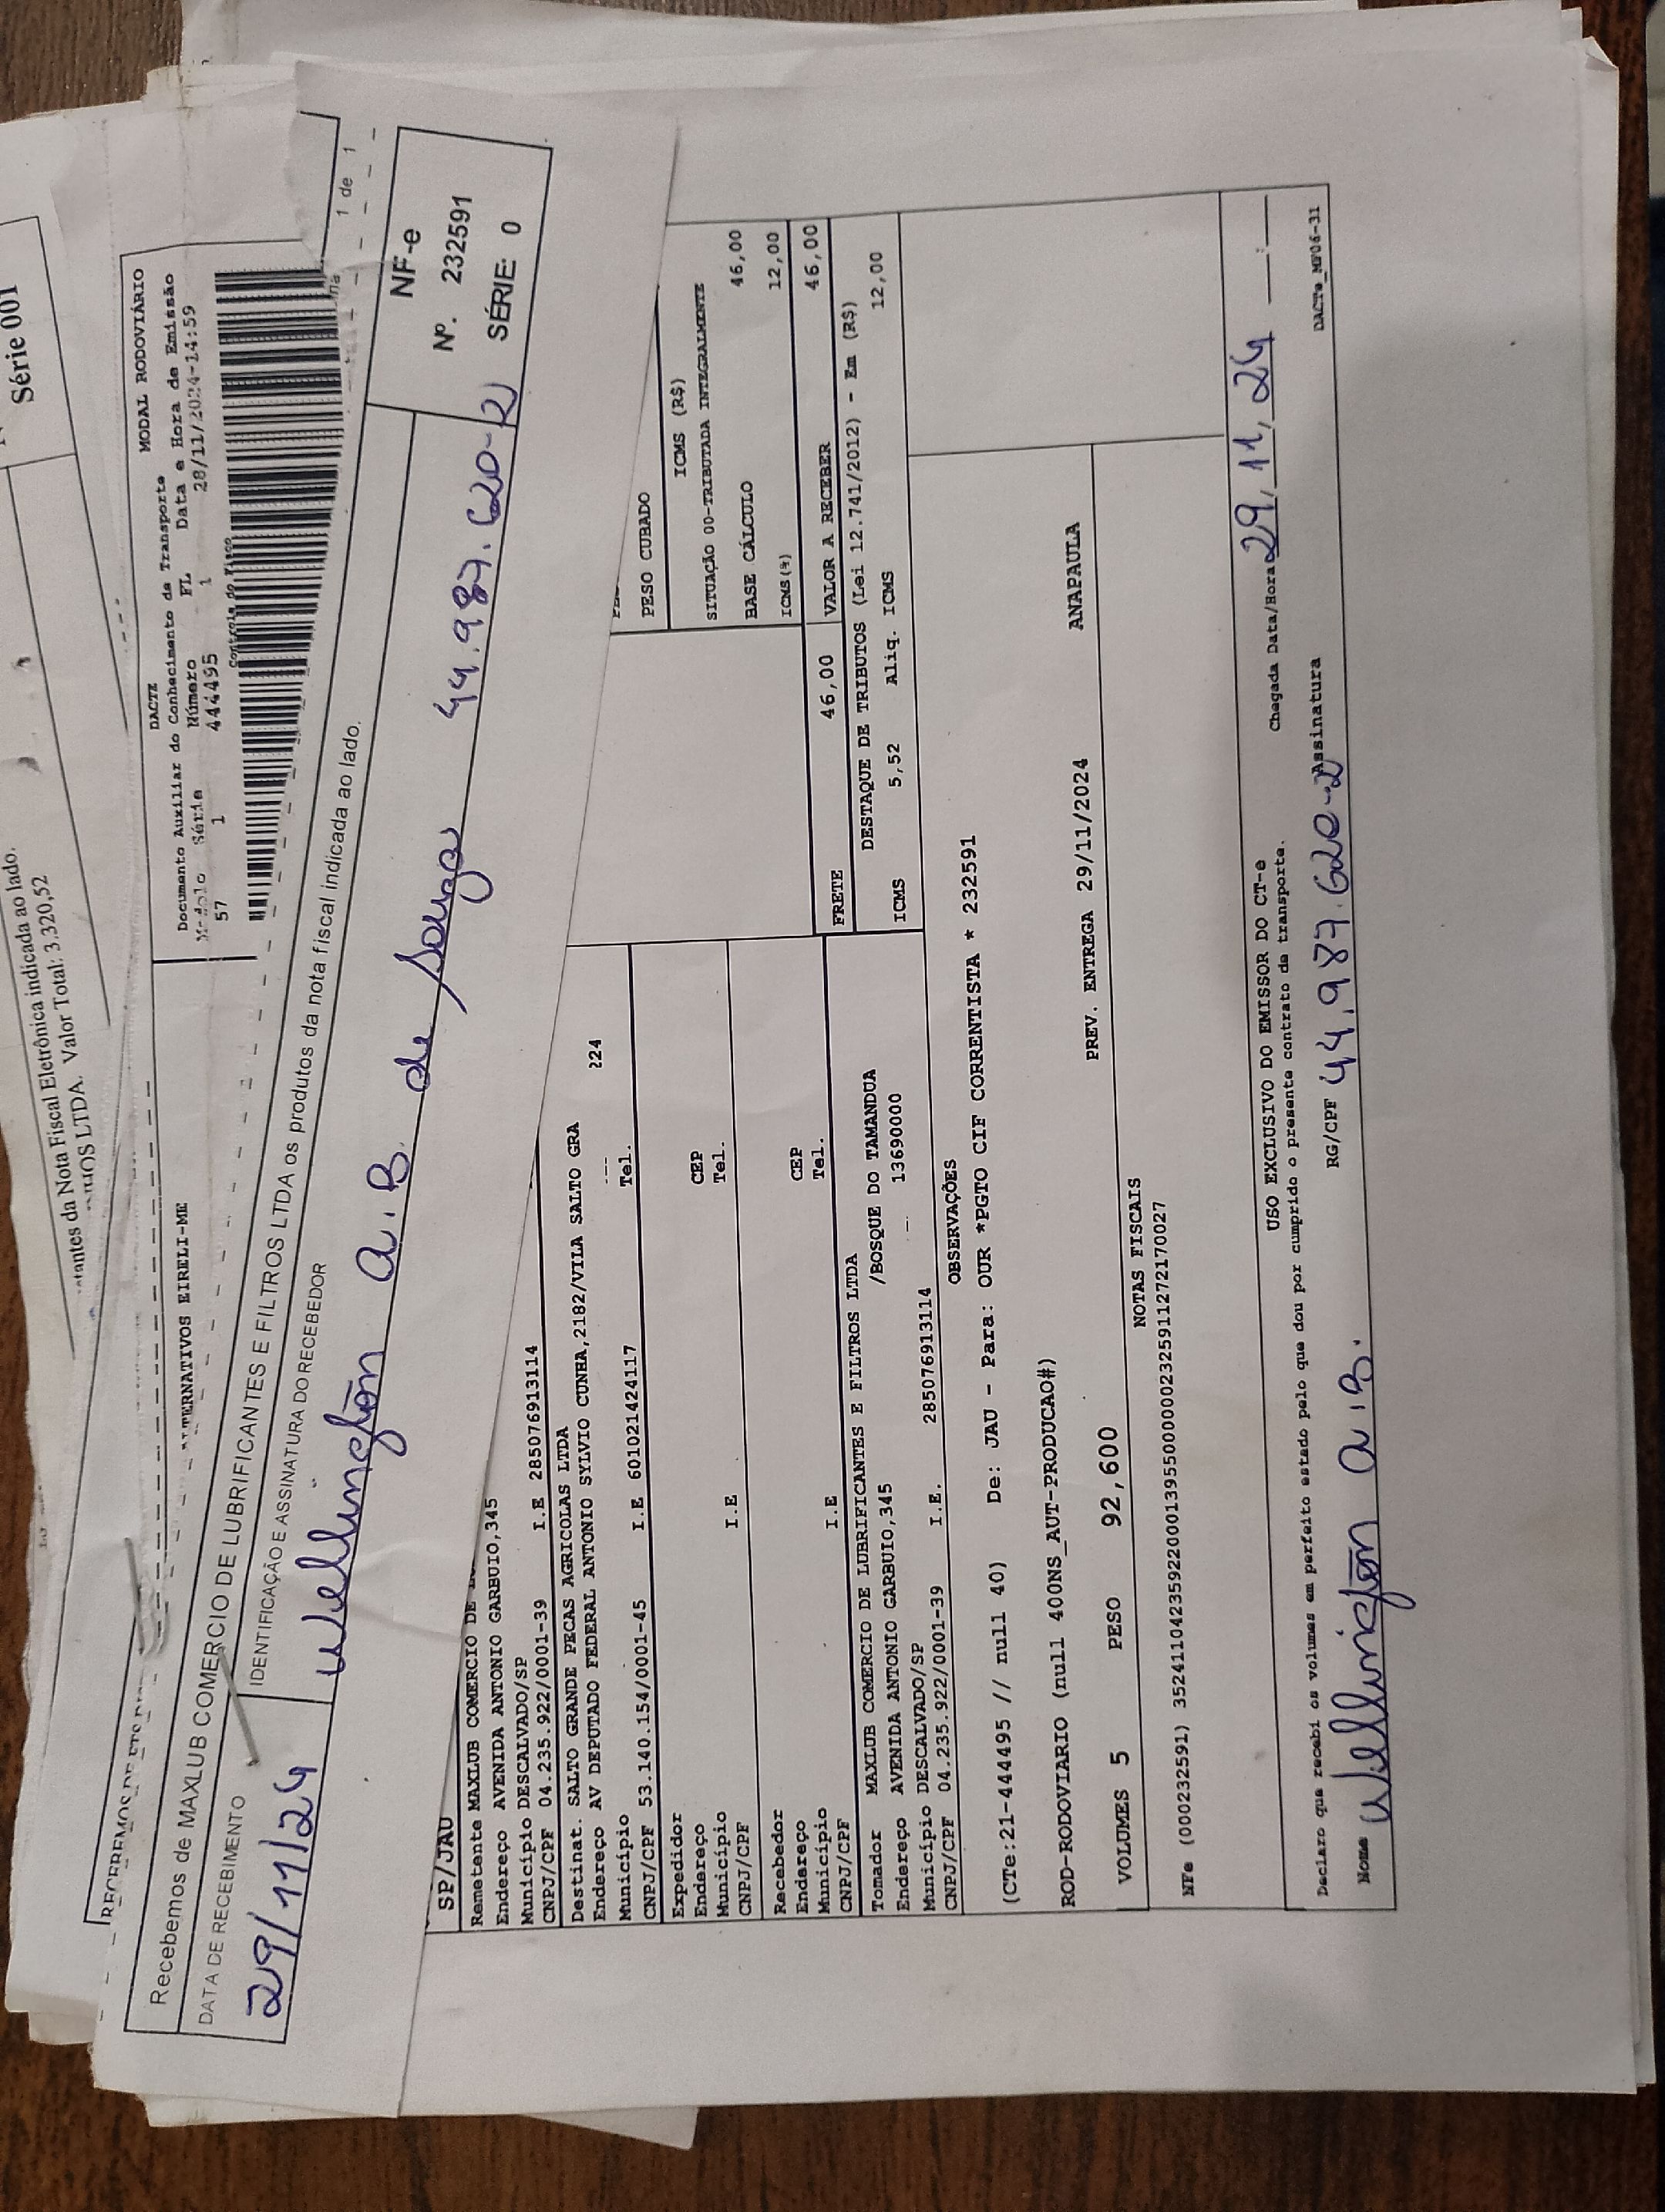 Série 001
indicada ao lado.
da Nota Fiscal Eletrônica
LTDA. Valor Total: 3.320,52
DACTE
MODAL RODOVIÁRIO
Documento Auxiliar do Conhecimento de Transporte
Modelo Série Número FL Data e Hora de Emissão
57 1 444495 1 28/11/2024-14:59
Controle do Fisco
EIRELI-ME
1 de 1
Recebemos de MAXLUB COMERCIO DE LUBRIFICANTES E FILTROS LTDA os produtos da nota fiscal indicada ao lado.
DATA DE RECEBIMENTO
IDENTIFICAÇÃO E ASSINATURA DO RECEBEDOR
29/11/24
Wellington A.B. de Souza 44.987.620-2
NF-e
Nº. 232591
SÉRIE: 0
SP/JAU
Remetente MAXLUB COMERCIO DE
Endereço AVENIDA ANTONIO GARBUIO,345
Município DESCALVADO/SP
CNPJ/CPF 04.235.922/0001-39 I.E 285076913114
Destinat. SALTO GRANDE PECAS AGRICOLAS LTDA
Endereço AV DEPUTADO FEDERAL ANTONIO SYLVIO CUNHA,2182/VILA SALTO GRA
Município
CNPJ/CPF 53.140.154/0001-45 I.E 601021424117 Tel.
Expedidor
Endereço
Município CEP
CNPJ/CPF I.E Tel.
Recebedor
Endereço
Município CEP
CNPJ/CPF I.E Tel.
Tomador MAXLUB COMERCIO DE LUBRIFICANTES E FILTROS LTDA
Endereço AVENIDA ANTONIO GARBUIO,345 /BOSQUE DO TAMANDUA
Município DESCALVADO/SP 13690000
CNPJ/CPF 04.235.922/0001-39 I.E. 285076913114
PESO CUBADO
ICMS (R$)
SITUAÇÃO 00-TRIBUTADA INTEGRALMENTE
BASE CÁLCULO 46,00
ICMS(%) 12,00
FRETE 46,00 VALOR A RECEBER 46,00
DESTAQUE DE TRIBUTOS (Lei 12.741/2012) - Em (R$)
ICMS 5,52 Aliq. ICMS 12,00
OBSERVAÇÕES
(CTe:21-444495 // null 40) De: JAU - Para: OUR *PGTO CIF CORRENTISTA * 232591
ROD-RODOVIARIO (null 400NS_AUT-PRODUCAO#)
VOLUMES 5 PESO 92,600 PREV. ENTREGA 29/11/2024 ANAPAULA
NOTAS FISCAIS
NFe (000232591) 35241104235922000139550000002325911272170027
USO EXCLUSIVO DO EMISSOR DO CT-e
Chegada Data/Hora 29, 11, 24
Declaro que recebi os volumes em perfeito estado pelo que dou por cumprido o presente contrato de transporte.
Nome Wellington A.B. RG/CPF 44.987.620-2 Assinatura
DACTe_MF06-31